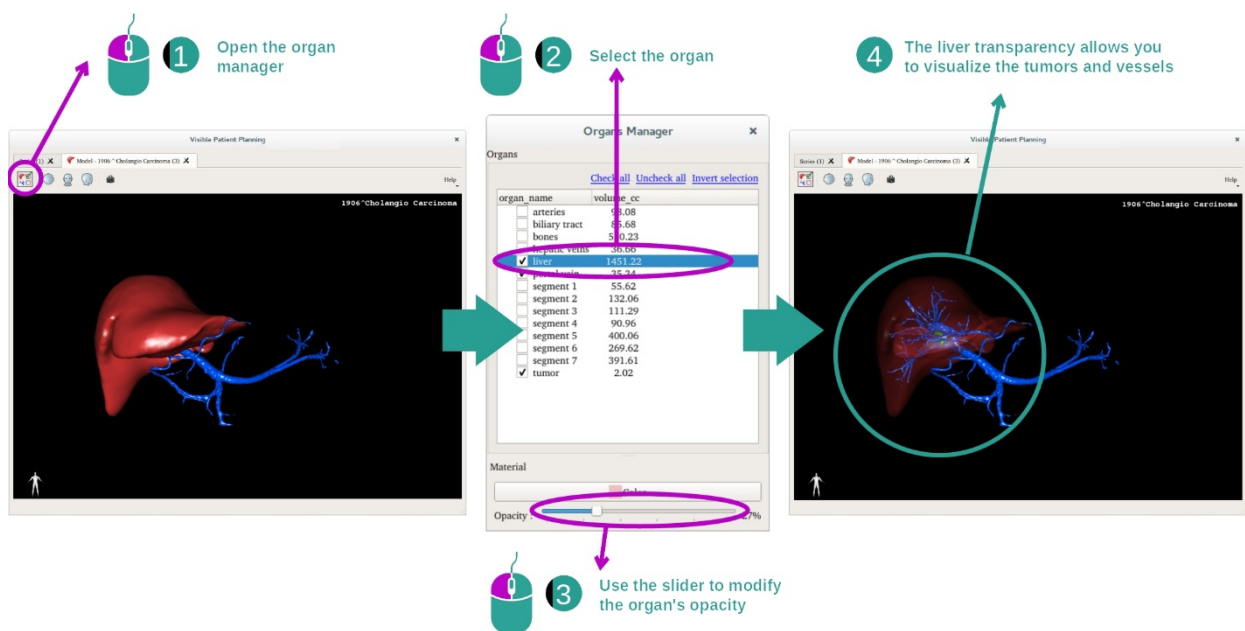 1
Open the organ
manager
2
Select the organ
4
The liver transparency allows you
to visualize the tumors and vessels
Visible Patient Planning
(1)
Model - 1906 ^ Cholangio Carcinoma (3)
Help
1906^Cholangio Carcinoma
Organs Manager
Organs
Check all Uncheck all Invert selection
organ_name volume_cc
arteries 98.08
biliary tract 85.68
bones
hepatic veins 36.66
liver 1451.22
portal vein 25.24
segment 1 55.62
segment 2 132.06
segment 3 111.29
segment 4 90.96
segment 5 400.06
segment 6 269.62
segment 7 391.61
tumor 2.02
Material
Color
Opacity : 27%
Visible Patient Planning
Series (1)
Model - 1906 ^ Cholangio Carcinoma (3)
Help
1906^Cholangio Carcinoma
3
Use the slider to modify
the organ's opacity